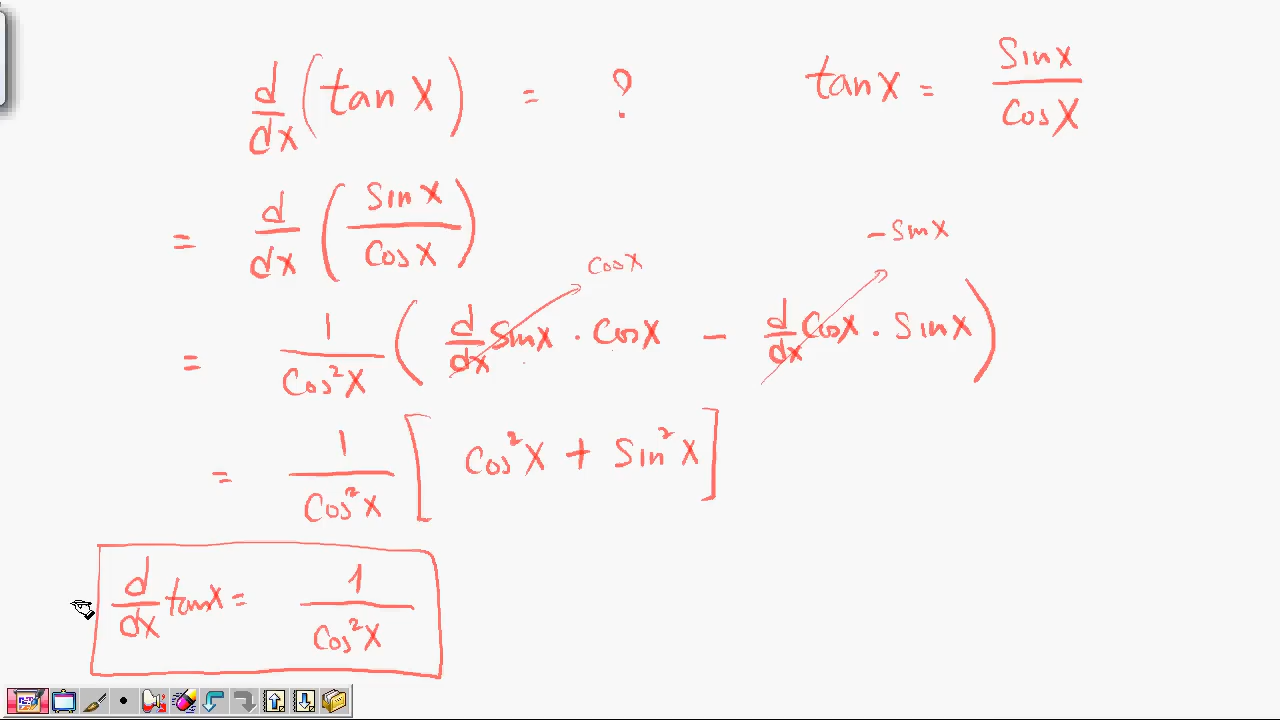 d/dx (tan x) = ? tan x = Sin x / Cos x
= d/dx (Sin x / Cos x)
Cos x - Sin x
= 1/Cos²x ( d/dx Sin x · Cos x - d/dx Cos x · Sin x )
= 1/Cos²x [ Cos²x + Sin²x ]
d/dx tan x = 1/Cos²x